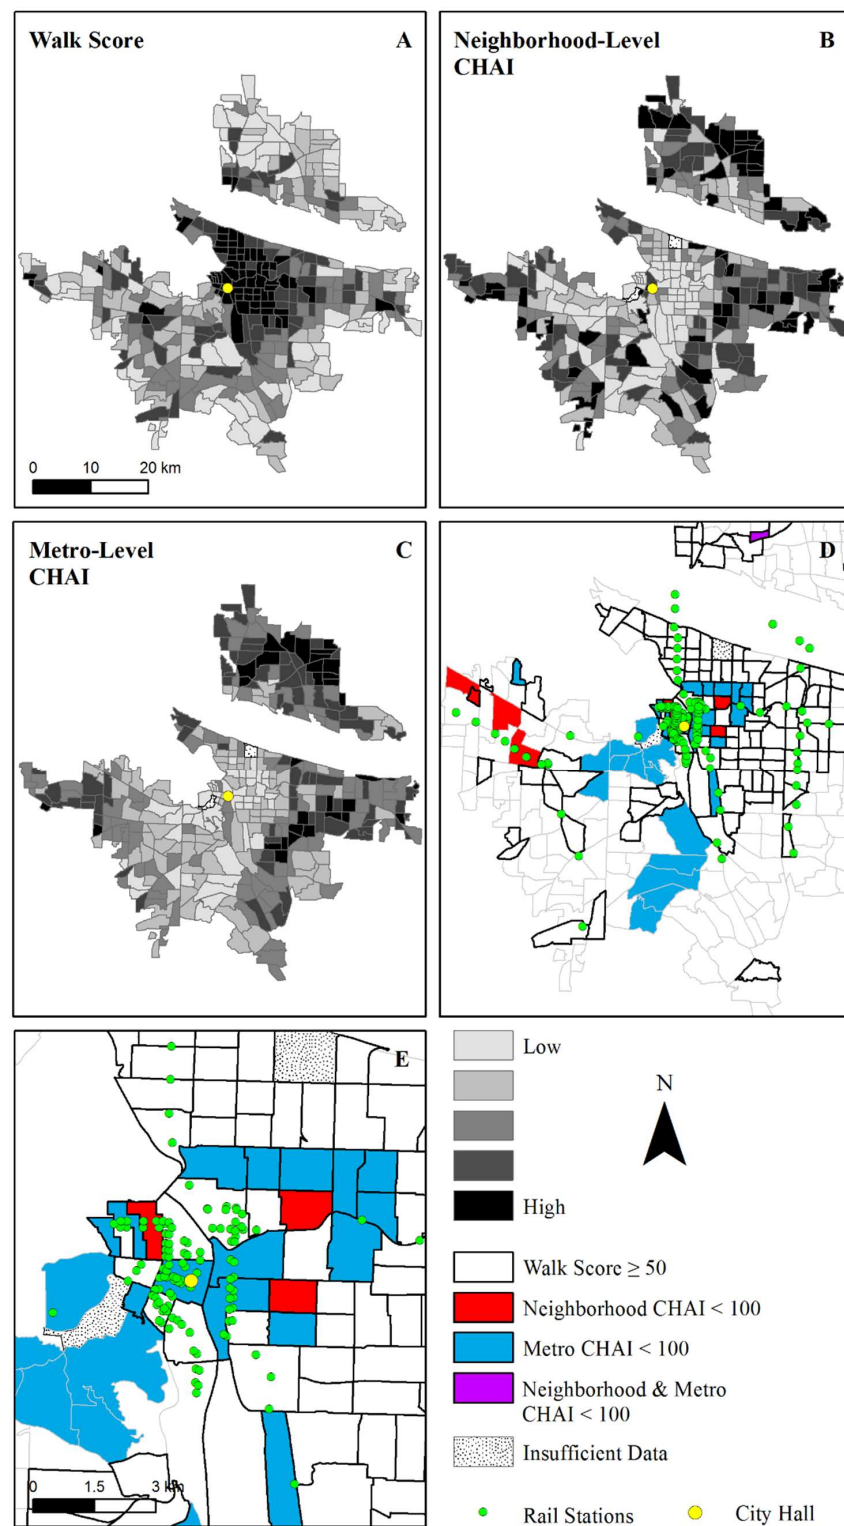 Walk Score
A
0 10 20 km
Neighborhood-Level
CHAI
B
Metro-Level
CHAI
C
D
E
0 1.5 3 km
Low
High
N
Walk Score ≥ 50
Neighborhood CHAI < 100
Metro CHAI < 100
Neighborhood & Metro
CHAI < 100
Insufficient Data
Rail Stations
City Hall